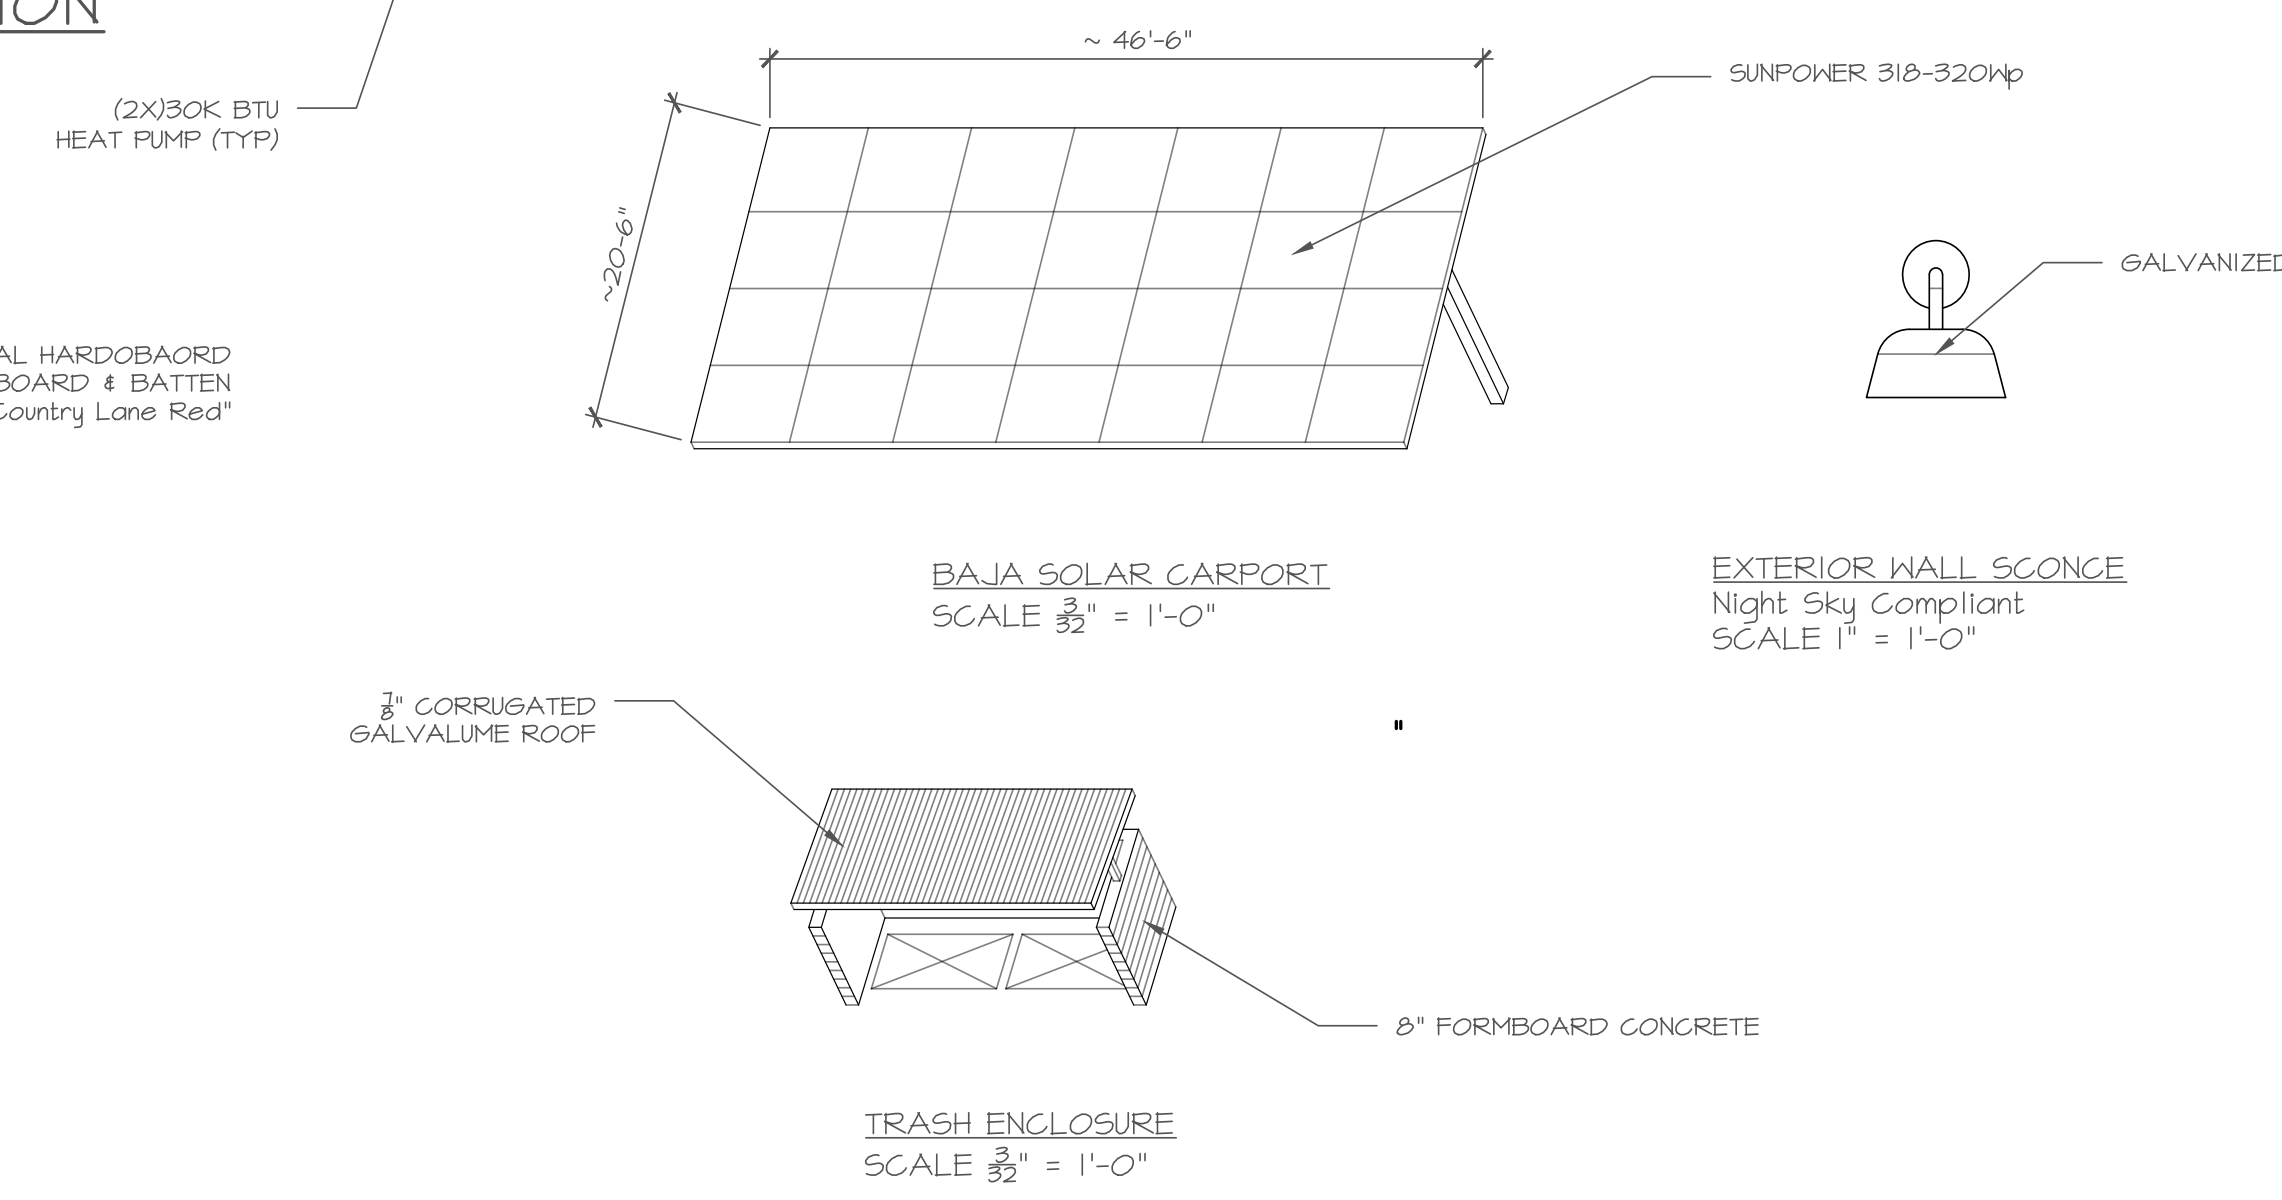 ION
(2X)30K BTU
HEAT PUMP (TYP)
AL HARDOBAORD
BOARD & BATTEN
Country Lane Red"
~ 46'-6"
~20-6"
SUNPOWER 318-320Wp
GALVANIZED
BAJA SOLAR CARPORT
SCALE 3/32" = 1'-0"
EXTERIOR WALL SCONCE
Night Sky Compliant
SCALE 1" = 1'-0"
7/8" CORRUGATED
GALVALUME ROOF
"
8" FORMBOARD CONCRETE
TRASH ENCLOSURE
SCALE 3/32" = 1'-0"